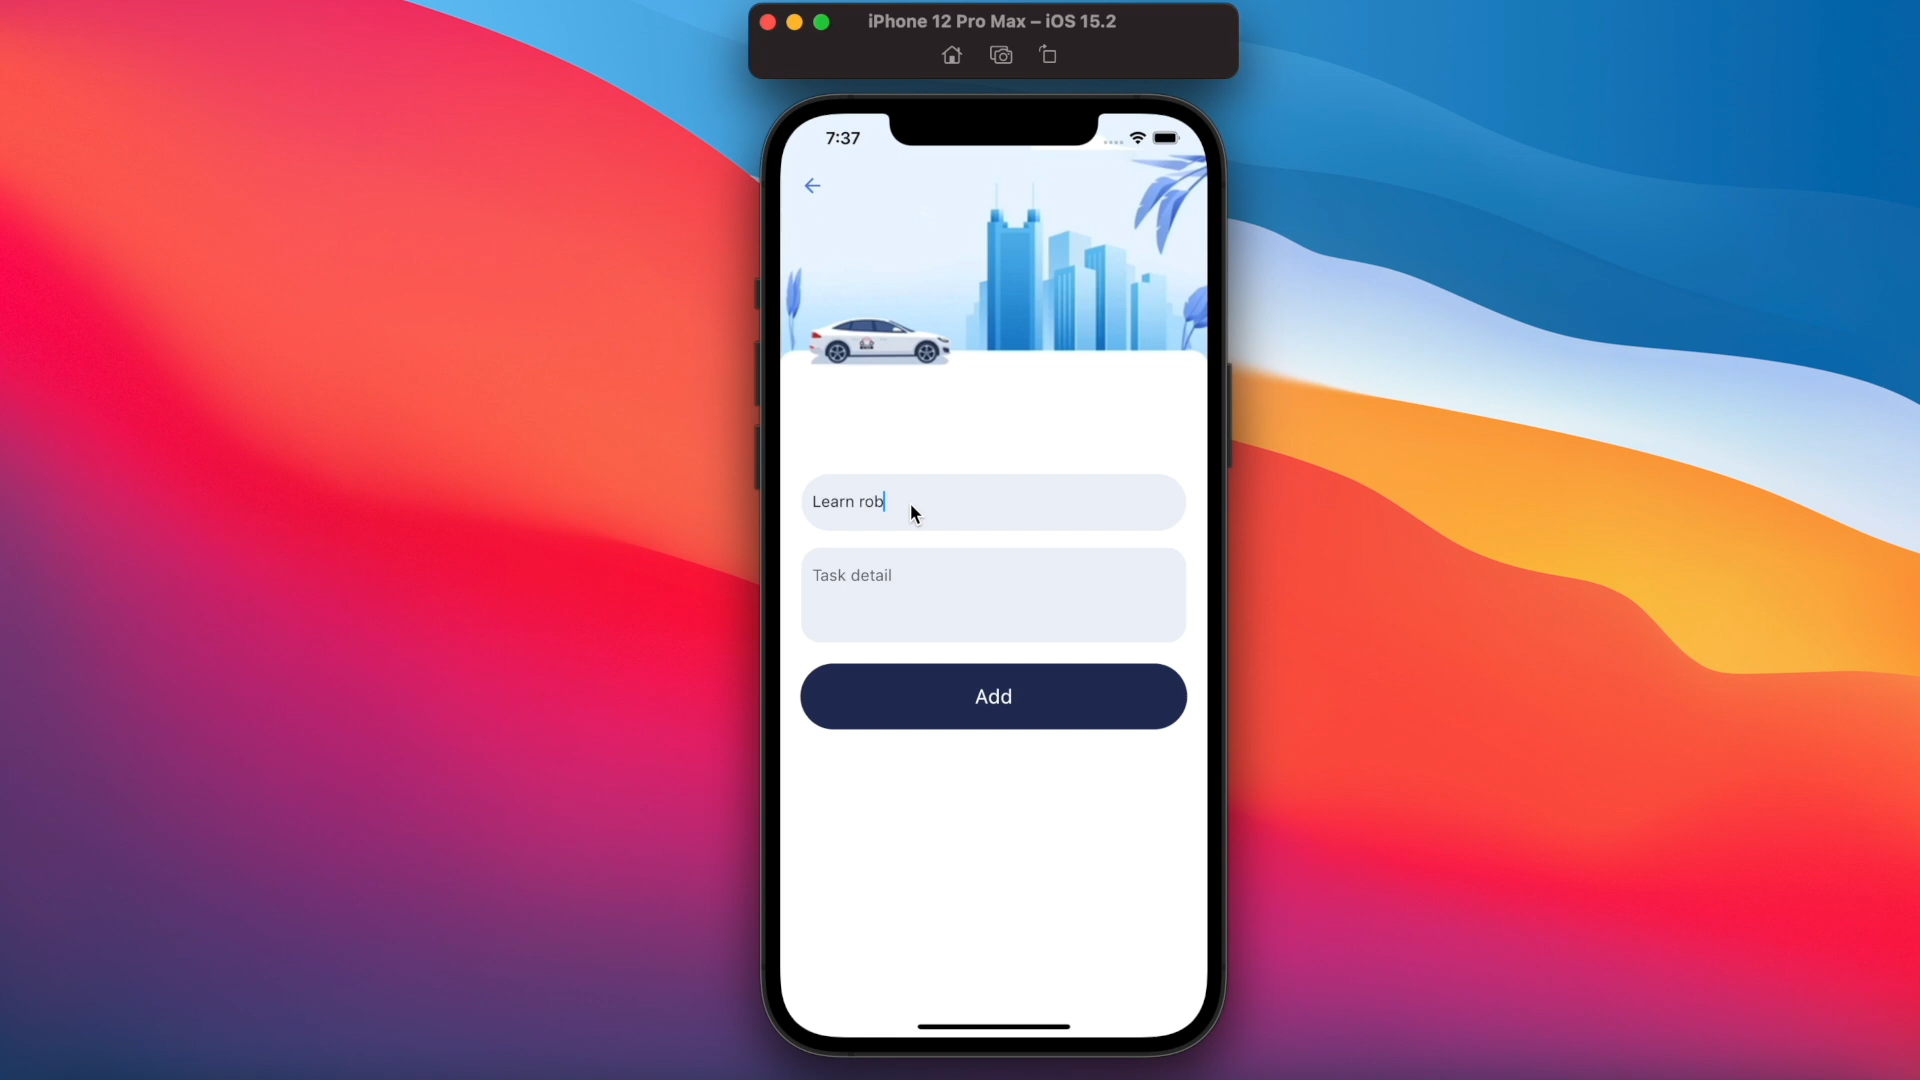 iPhone 12 Pro Max – iOS 15.2
7:37
Learn rob
Task detail
Add